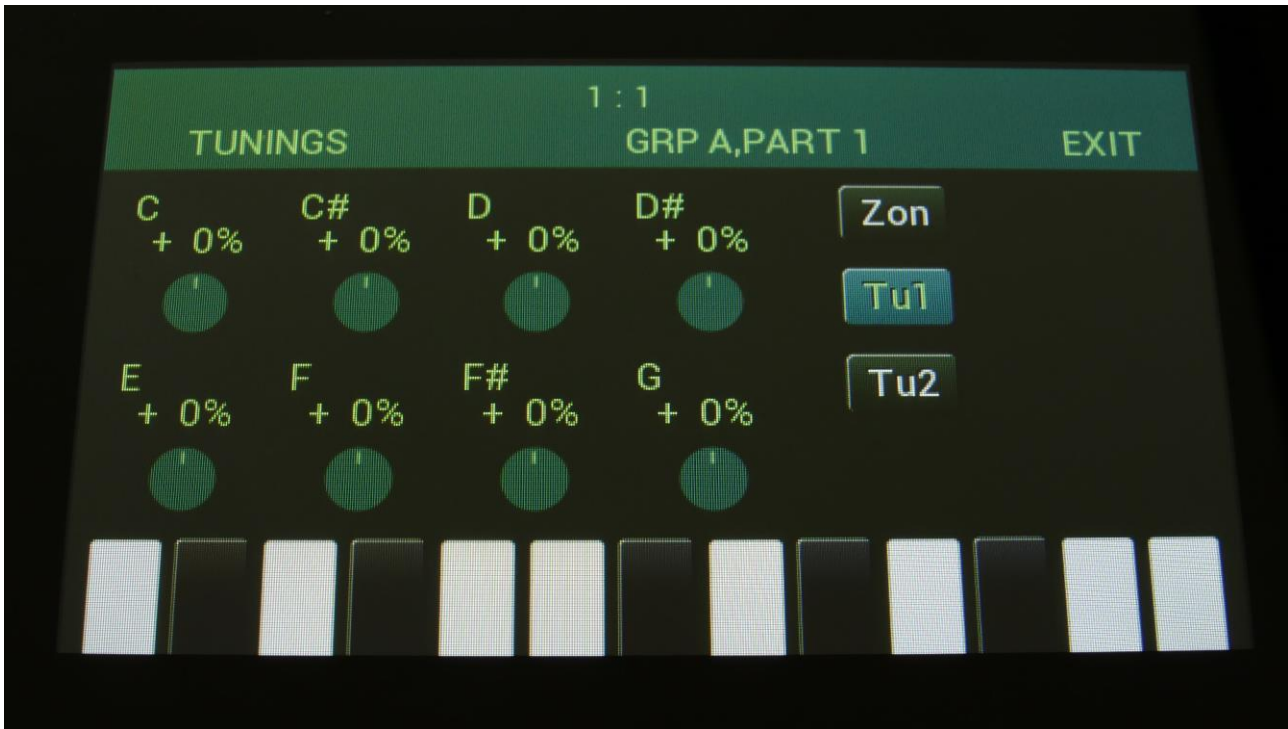 1 : 1
TUNINGS GRP A,PART 1 EXIT
C C# D D# Zon
+ 0% + 0% + 0% + 0%
Tu1
E F F# G Tu2
+ 0% + 0% + 0% + 0%